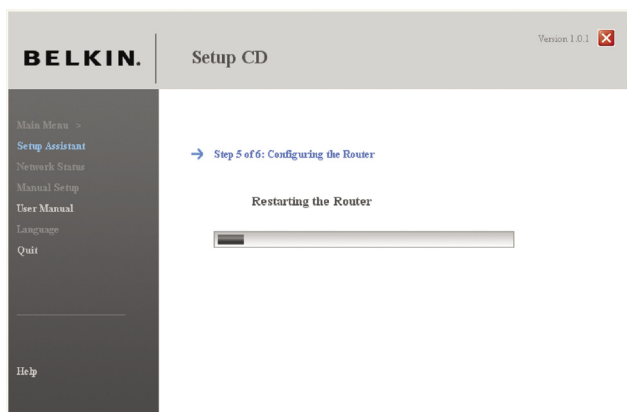 BELKIN.
Setup CD
Version 1.0.1
Main Menu >
Setup Assistant
Network Status
Manual Setup
User Manual
Language
Quit
Help
Step 5 of 6: Configuring the Router
Restarting the Router